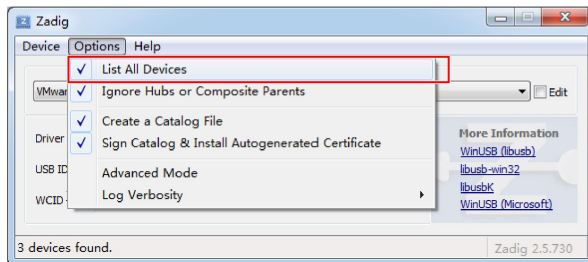 Zadig
Device Options Help
List All Devices
VMwar
Edit
Ignore Hubs or Composite Parents
Create a Catalog File
Driver
Sign Catalog & Install Autogenerated Certificate
More Information
WinUSB (libusb)
USB ID
Advanced Mode
libusb-win32
WCID
Log Verbosity
libusbK
WinUSB (Microsoft)
3 devices found.
Zadig 2.5.730